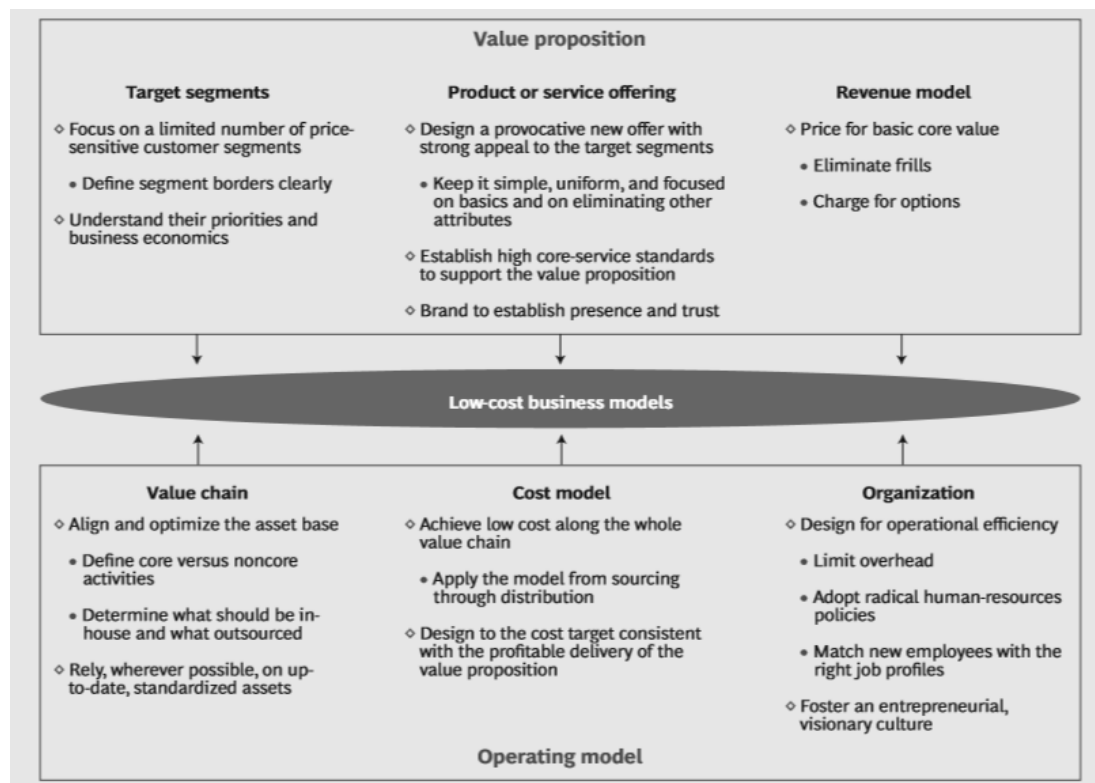 Value proposition
Target segments
◇ Focus on a limited number of price-
sensitive customer segments
• Define segment borders clearly
◇ Understand their priorities and
business economics
Product or service offering
◇ Design a provocative new offer with
strong appeal to the target segments
• Keep it simple, uniform, and focused
on basics and on eliminating other
attributes
◇ Establish high core-service standards
to support the value proposition
◇ Brand to establish presence and trust
Revenue model
◇ Price for basic core value
• Eliminate frills
• Charge for options
Low-cost business models
Value chain
◇ Align and optimize the asset base
• Define core versus noncore
activities
• Determine what should be in-
house and what outsourced
◇ Rely, wherever possible, on up-
to-date, standardized assets
Cost model
◇ Achieve low cost along the whole
value chain
• Apply the model from sourcing
through distribution
◇ Design to the cost target consistent
with the profitable delivery of the
value proposition
Organization
◇ Design for operational efficiency
• Limit overhead
• Adopt radical human-resources
policies
• Match new employees with the
right job profiles
◇ Foster an entrepreneurial,
visionary culture
Operating model